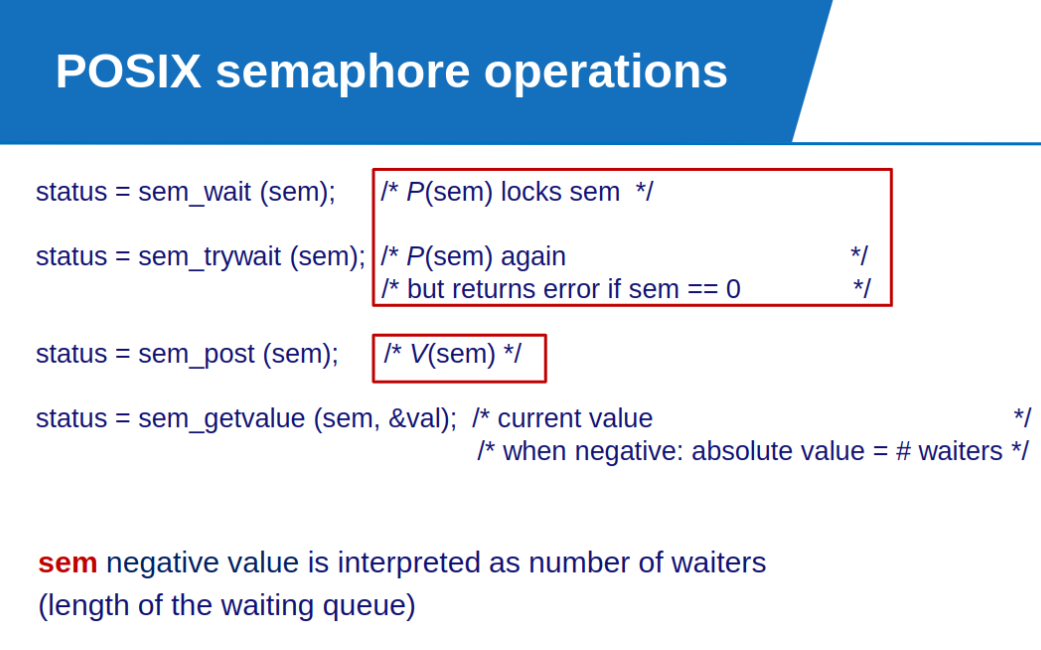 POSIX semaphore operations
status = sem_wait (sem); /* P(sem) locks sem */
status = sem_trywait (sem); /* P(sem) again */
/* but returns error if sem == 0 */
status = sem_post (sem); /* V(sem) */
status = sem_getvalue (sem, &val); /* current value */
/* when negative: absolute value = # waiters */
sem negative value is interpreted as number of waiters
(length of the waiting queue)